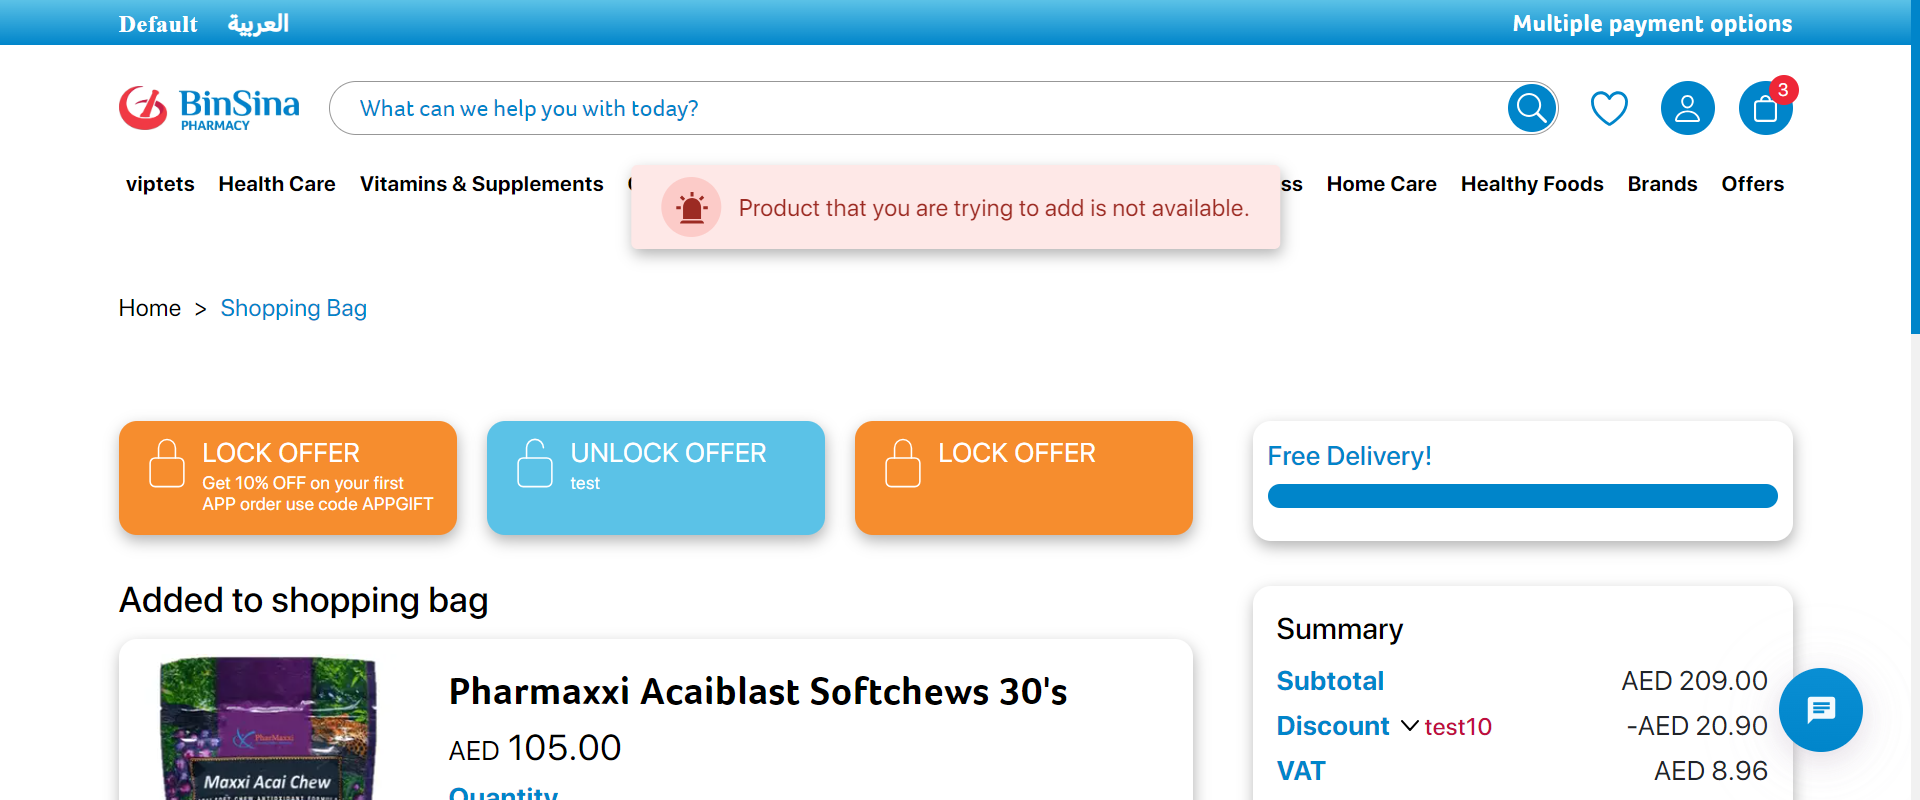 Default العربية
Multiple payment options
BinSina
PHARMACY
What can we help you with today?
3
viptets Health Care Vitamins & Supplements
ss Home Care Healthy Foods Brands Offers
Product that you are trying to add is not available.
Home > Shopping Bag
LOCK OFFER
Get 10% OFF on your first
APP order use code APPGIFT
UNLOCK OFFER
test
LOCK OFFER
Free Delivery!
Added to shopping bag
Pharmaxxi Acaiblast Softchews 30's
AED 105.00
Quantity
PharMaxxi
Maxxi Acai Chew
Summary
Subtotal AED 209.00
Discount test10 -AED 20.90
VAT AED 8.96